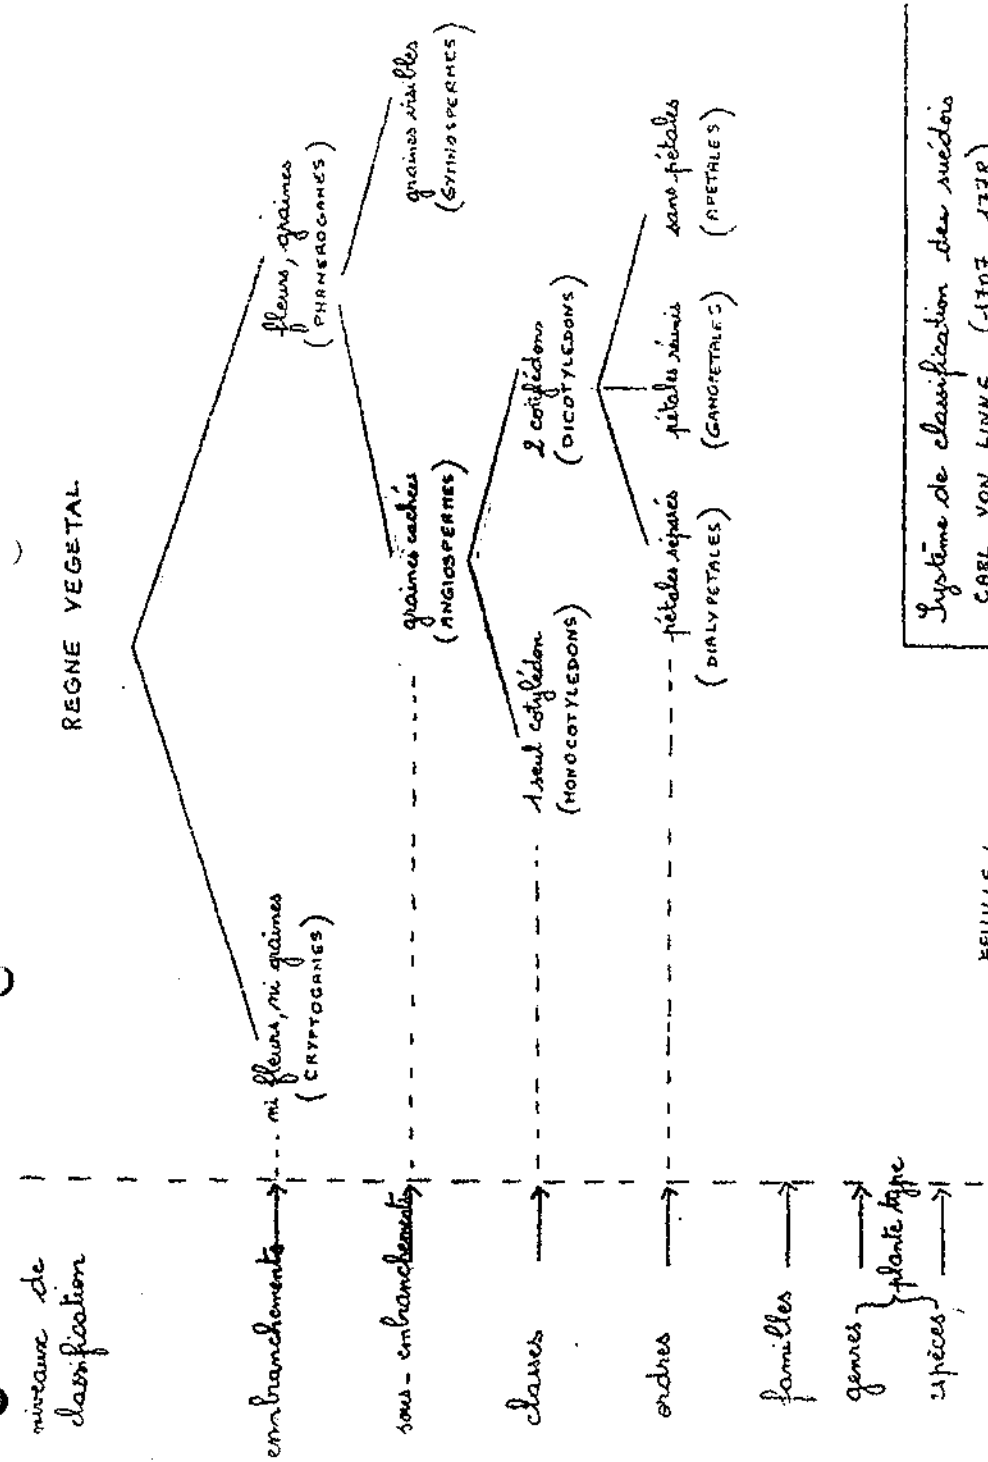 niveaux de
classification
REGNE VEGETAL
embranchements
ni fleurs, ni graines
(CRYPTOGAMES)
fleurs, graines
(PHANEROGAMES)
sous-embranchements
graines cachées
(ANGIOSPERMES)
graines visibles
(GYMNOSPERMES)
classes
1 seul cotylédon
(MONOCOTYLEDONS)
2 cotylédons
(DICOTYLEDONS)
ordres
pétales séparés
(DIALYPETALES)
pétales réunis
(GAMOPETALES)
sans pétales
(APETALES)
familles
genres
plante type
espèces
Système de classification du suédois
CARL VON LINNE (1707 1778)